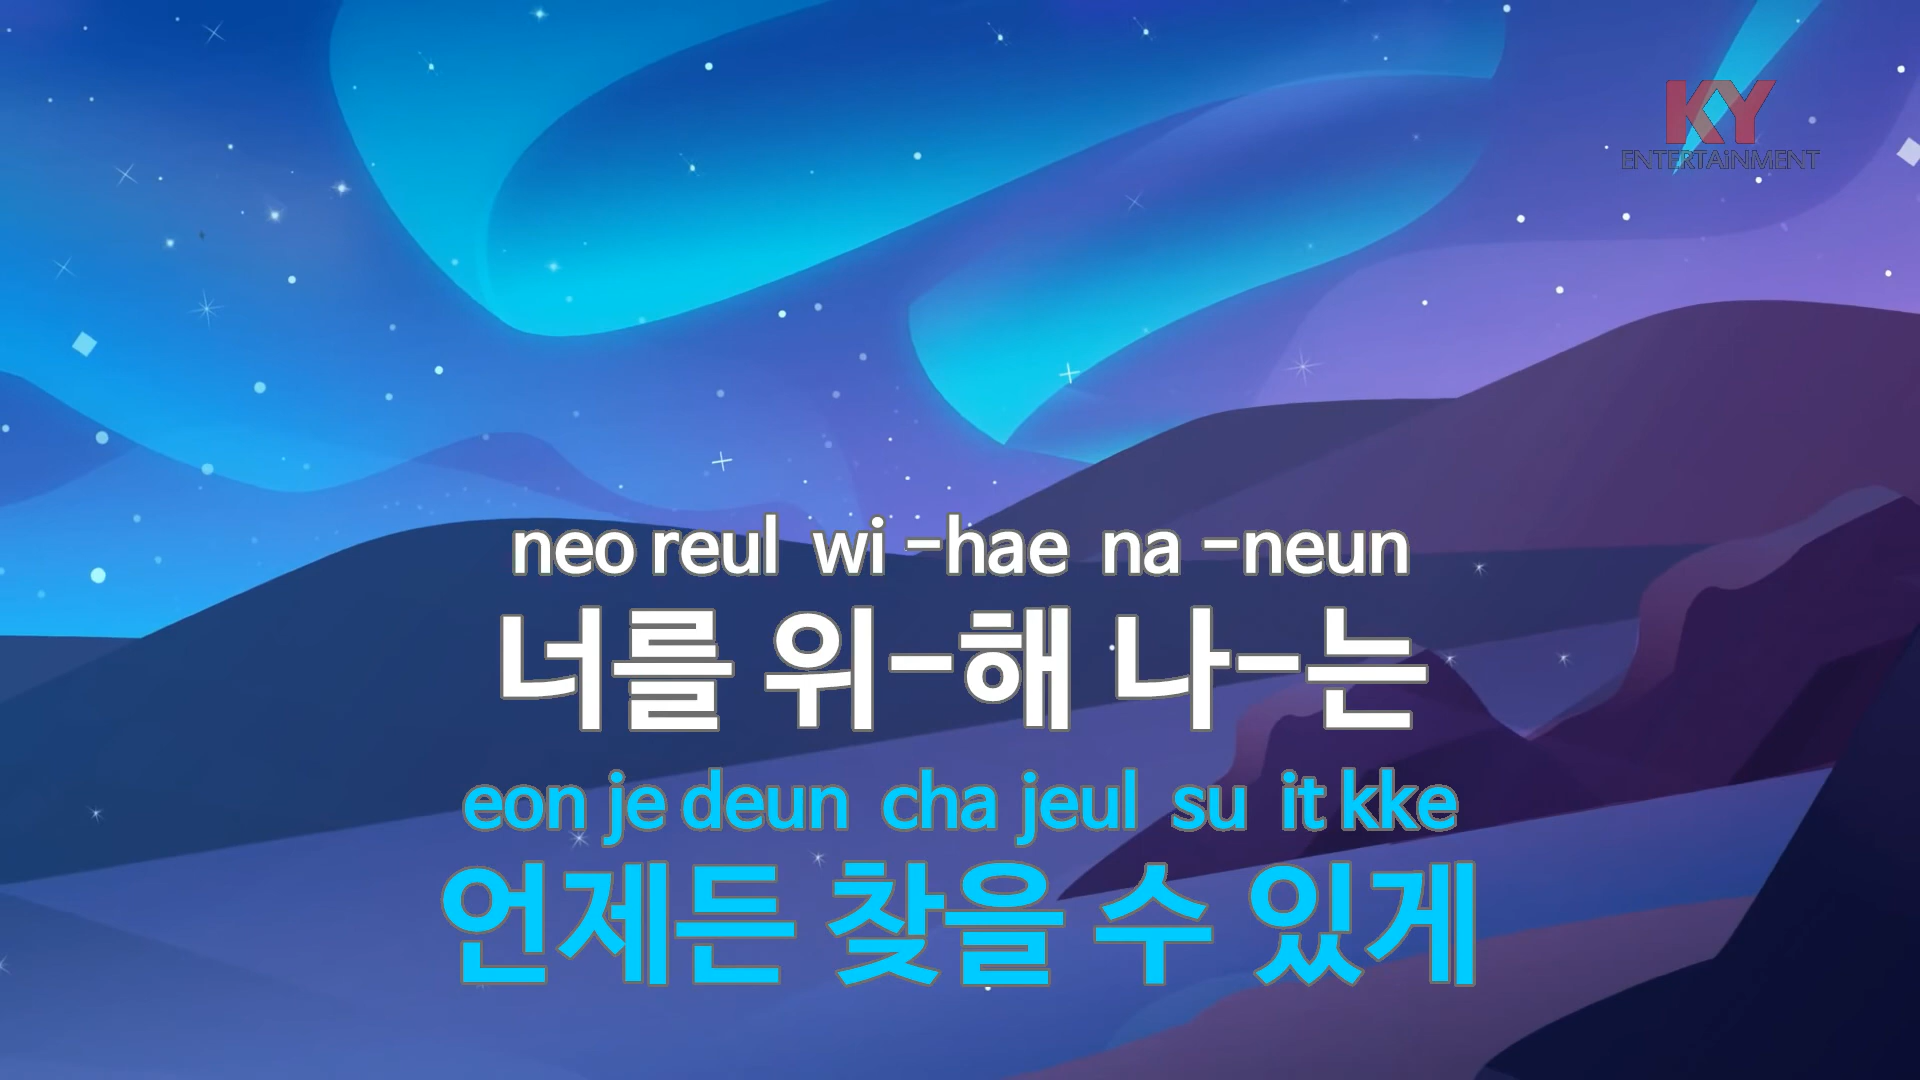 KY
ENTERTAiNMENT
neo reul wi -hae na -neun
너를 위-해 나-는
eon je deun cha jeul su it kke
언제든 찾을 수 있게